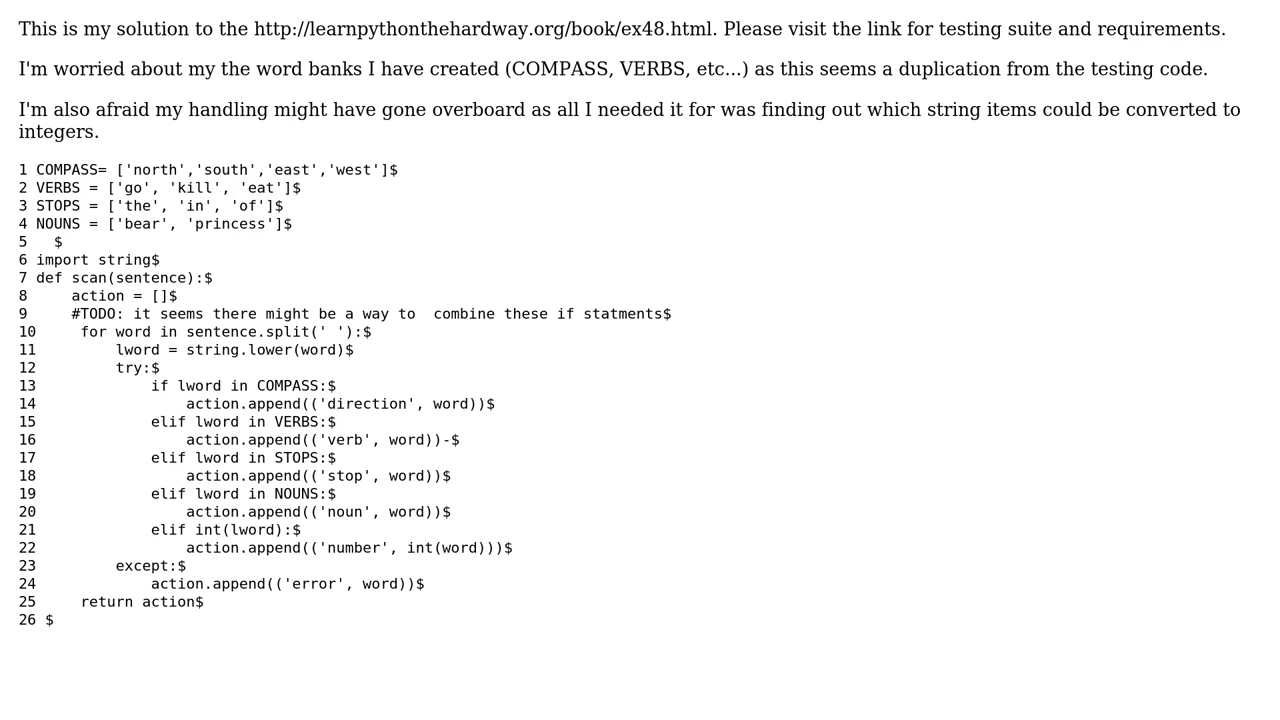 This is my solution to the http://learnpythonthehardway.org/book/ex48.html. Please visit the link for testing suite and requirements.
I'm worried about my the word banks I have created (COMPASS, VERBS, etc...) as this seems a duplication from the testing code.
I'm also afraid my handling might have gone overboard as all I needed it for was finding out which string items could be converted to
integers.
1 COMPASS= ['north','south','east','west']$
2 VERBS = ['go', 'kill', 'eat']$
3 STOPS = ['the', 'in', 'of']$
4 NOUNS = ['bear', 'princess']$
5   $
6 import string$
7 def scan(sentence):$
8     action = []$
9     #TODO: it seems there might be a way to  combine these if statments$
10     for word in sentence.split(' '):$
11         lword = string.lower(word)$
12         try:$
13             if lword in COMPASS:$
14                 action.append(('direction', word))$
15             elif lword in VERBS:$
16                 action.append(('verb', word))-$
17             elif lword in STOPS:$
18                 action.append(('stop', word))$
19             elif lword in NOUNS:$
20                 action.append(('noun', word))$
21             elif int(lword):$
22                 action.append(('number', int(word)))$
23         except:$
24             action.append(('error', word))$
25     return action$
26 $